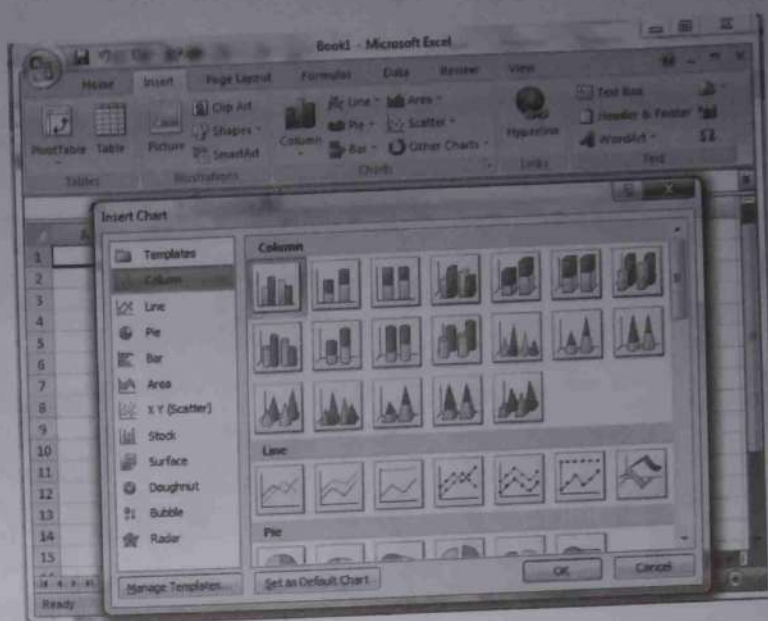 Book1 - Microsoft Excel
Home Insert Page Layout Formulas Data Review View
PivotTable Table
Picture Clip Art
Shapes
SmartArt
Column Line Area
Pie Scatter
Bar Other Charts
Hyperlink
Text Box
Header & Footer
WordArt
Tables Illustrations Charts Links Text
Insert Chart
A
Templates
Column
Line
Pie
Bar
Area
X Y (Scatter)
Stock
Surface
Doughnut
Bubble
Radar
Column
Line
Pie
1
2
3
4
5
6
7
8
9
10
11
12
13
14
15
Manage Templates... Set as Default Chart OK Cancel
Ready